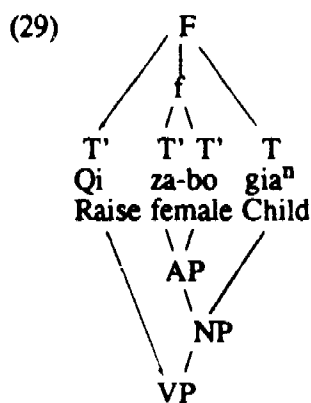 (29) F
f
T' T' T' T
Qi za-bo giaⁿ
Raise female Child
AP
NP
VP